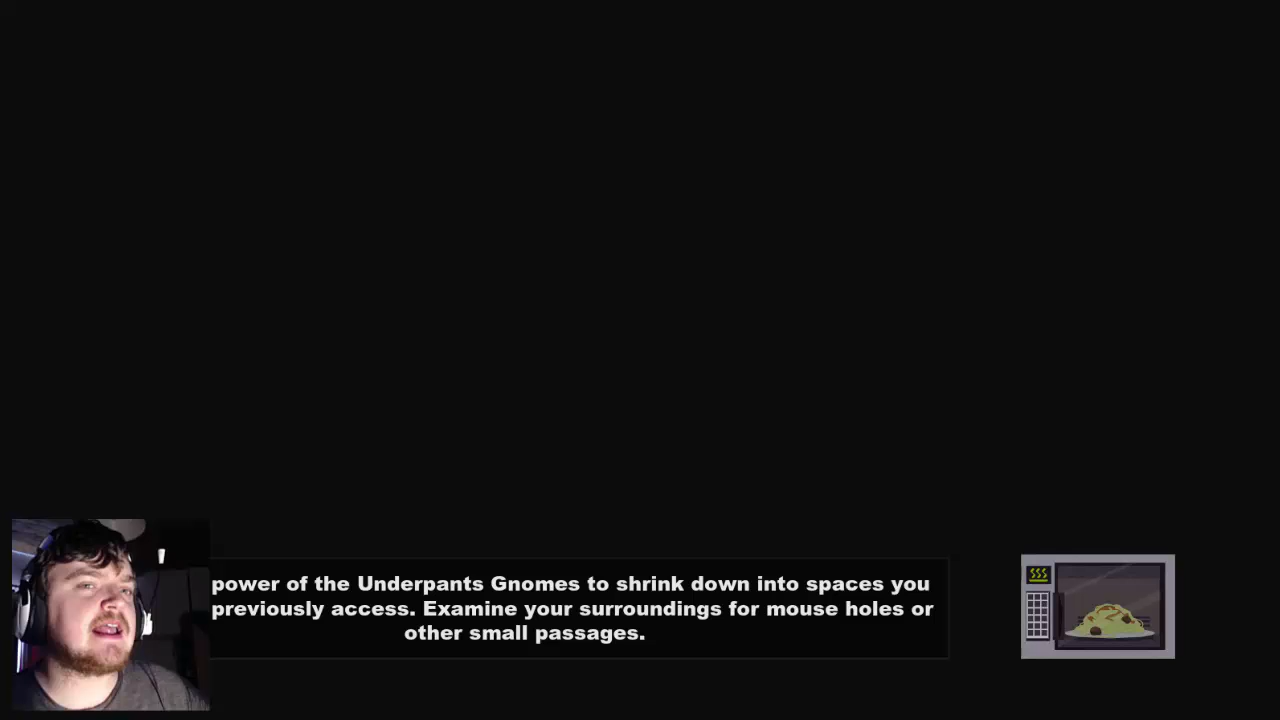 power of the Underpants Gnomes to shrink down into spaces you
previously access. Examine your surroundings for mouse holes or
other small passages.